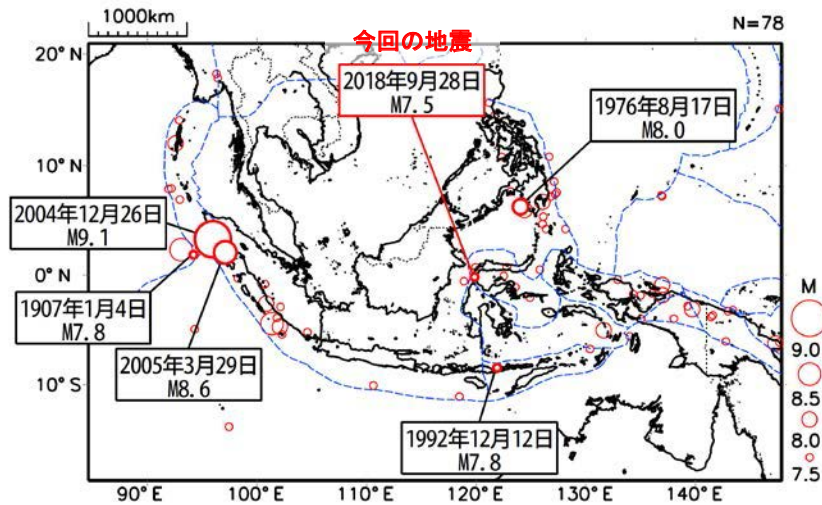 1000km
今回の地震
N=78
20°N
2018年9月28日
M7.5
1976年8月17日
M8.0
10°N
2004年12月26日
M9.1
0°N
1907年1月4日
M7.8
2005年3月29日
M8.6
10°S
1992年12月12日
M7.8
M
9.0
8.5
8.0
7.5
90°E
100°E
110°E
120°E
130°E
140°E